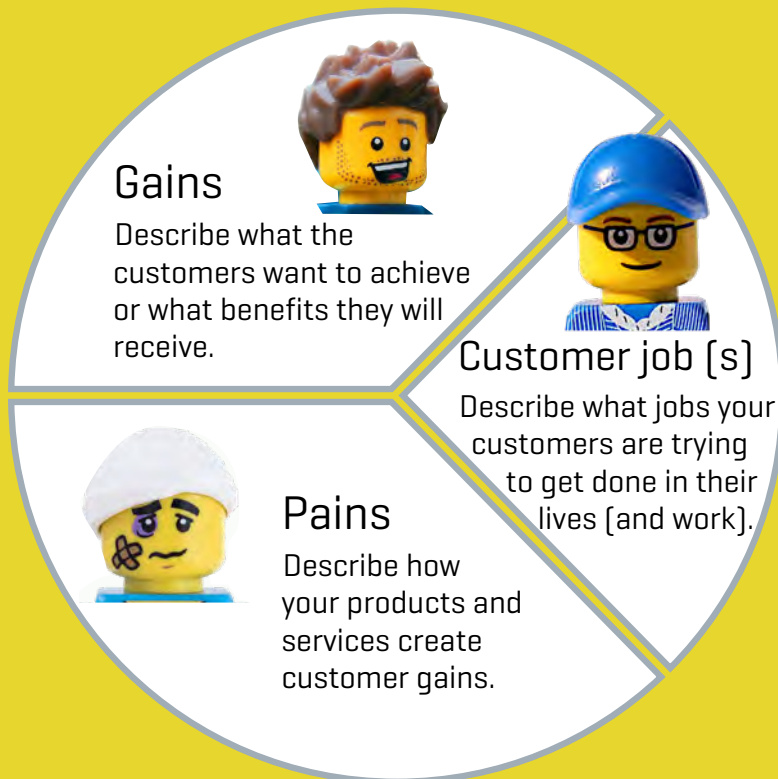 Gains
Describe what the
customers want to achieve
or what benefits they will
receive.
Customer job (s)
Describe what jobs your
customers are trying
to get done in their
lives (and work).
Pains
Describe how
your products and
services create
customer gains.